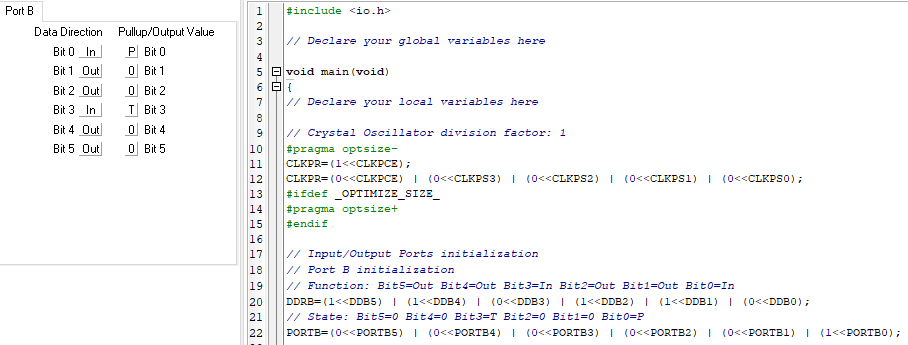 Port B
Data Direction Pullup/Output Value
Bit 0 In P Bit 0
Bit 1 Out 0 Bit 1
Bit 2 Out 0 Bit 2
Bit 3 In T Bit 3
Bit 4 Out 0 Bit 4
Bit 5 Out 0 Bit 5
1 #include <io.h>
2
3 // Declare your global variables here
4
5 void main(void)
6 {
7 // Declare your local variables here
8
9 // Crystal Oscillator division factor: 1
10 #pragma optsize-
11 CLKPR=(1<<CLKPCE);
12 CLKPR=(0<<CLKPCE) | (0<<CLKPS3) | (0<<CLKPS2) | (0<<CLKPS1) | (0<<CLKPS0);
13 #ifdef _OPTIMIZE_SIZE_
14 #pragma optsize+
15 #endif
16
17 // Input/Output Ports initialization
18 // Port B initialization
19 // Function: Bit5=Out Bit4=Out Bit3=In Bit2=Out Bit1=Out Bit0=In
20 DDRB=(1<<DDB5) | (1<<DDB4) | (0<<DDB3) | (1<<DDB2) | (1<<DDB1) | (0<<DDB0);
21 // State: Bit5=0 Bit4=0 Bit3=T Bit2=0 Bit1=0 Bit0=P
22 PORTB=(0<<PORTB5) | (0<<PORTB4) | (0<<PORTB3) | (0<<PORTB2) | (0<<PORTB1) | (1<<PORTB0);